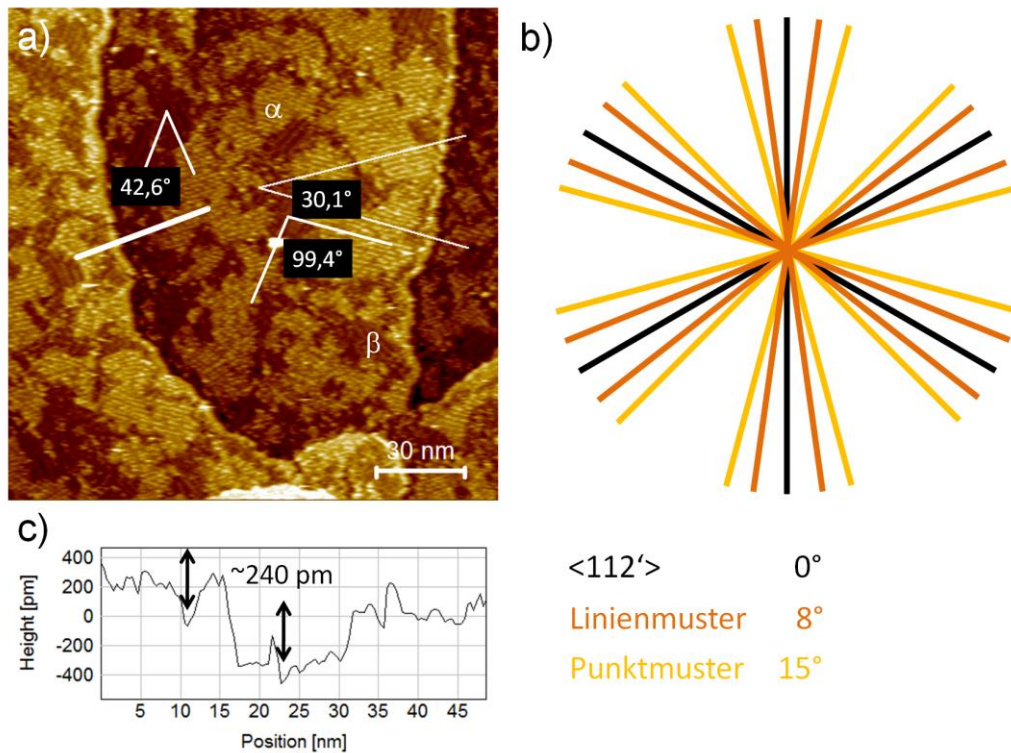 a)
α
42,6°
30,1°
99,4°
β
30 nm
b)
c)
400
200
0
-200
-400
Height [pm]
~240 pm
5 10 15 20 25 30 35 40 45
Position [nm]
<112‘> 0°
Linienmuster 8°
Punktmuster 15°